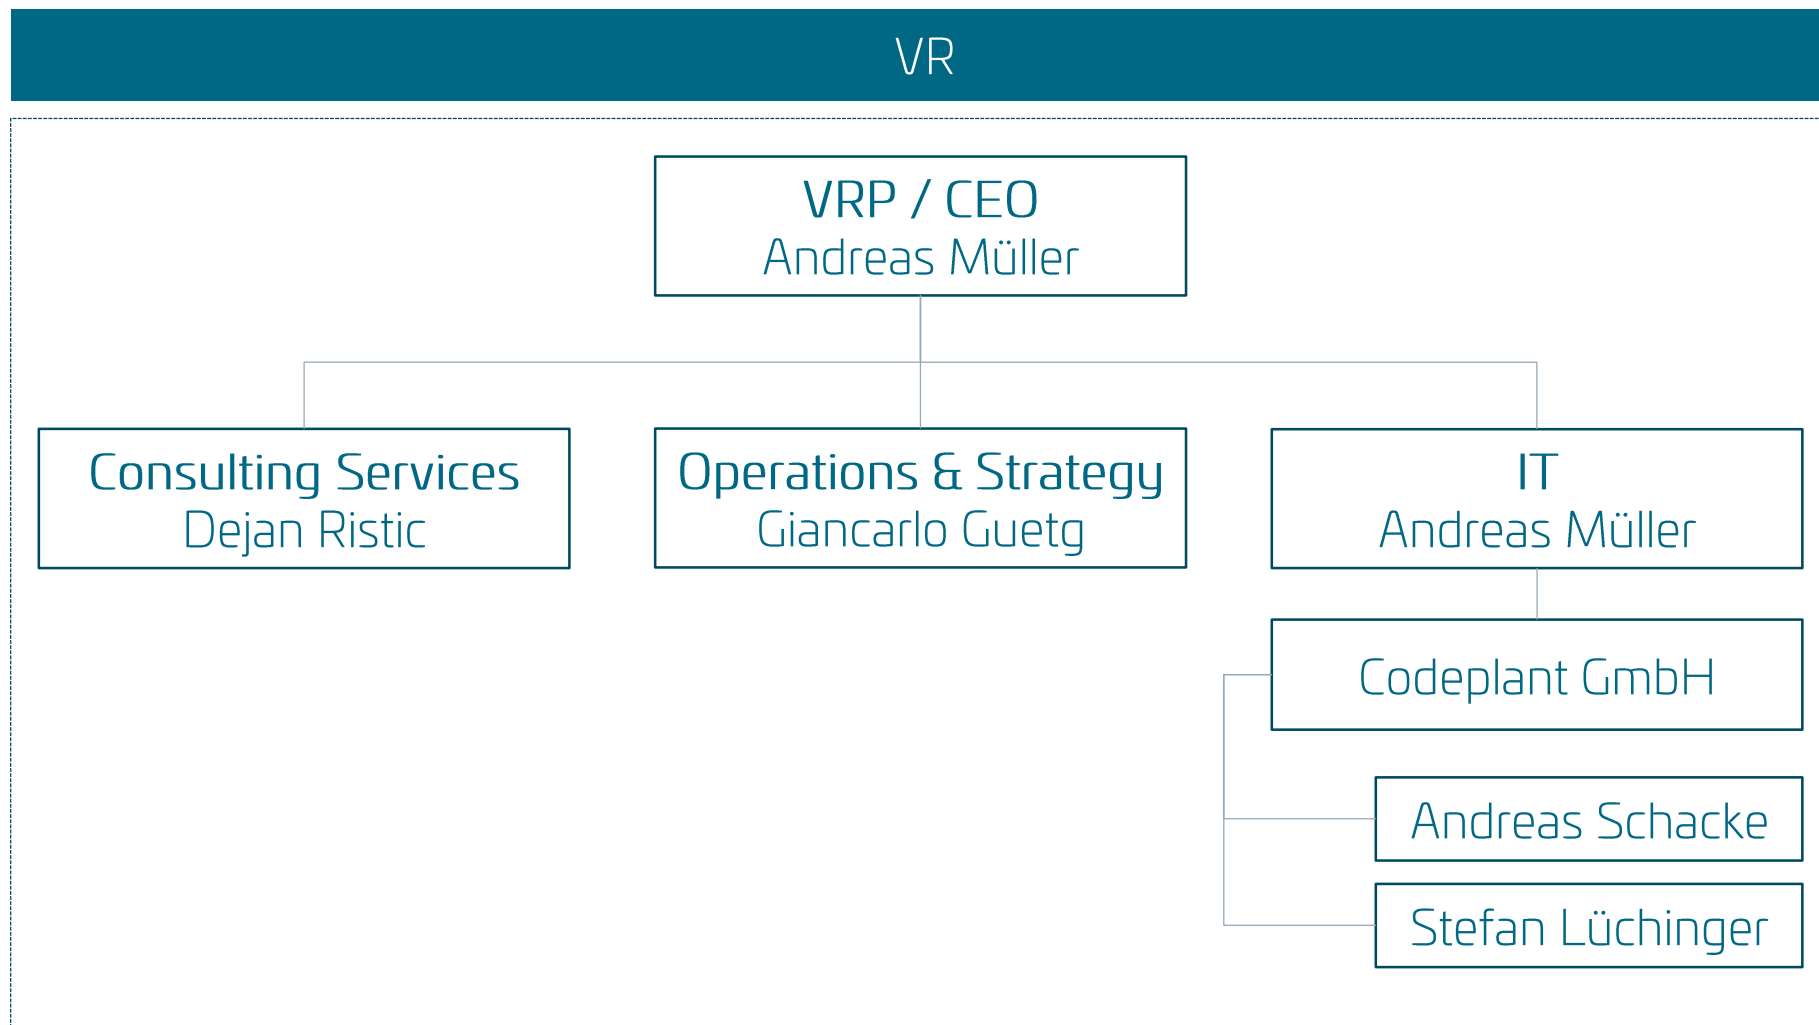 VR
VRP / CEO
Andreas Müller
Consulting Services
Dejan Ristic
Operations & Strategy
Giancarlo Guetg
IT
Andreas Müller
Codeplant GmbH
Andreas Schacke
Stefan Lüchinger